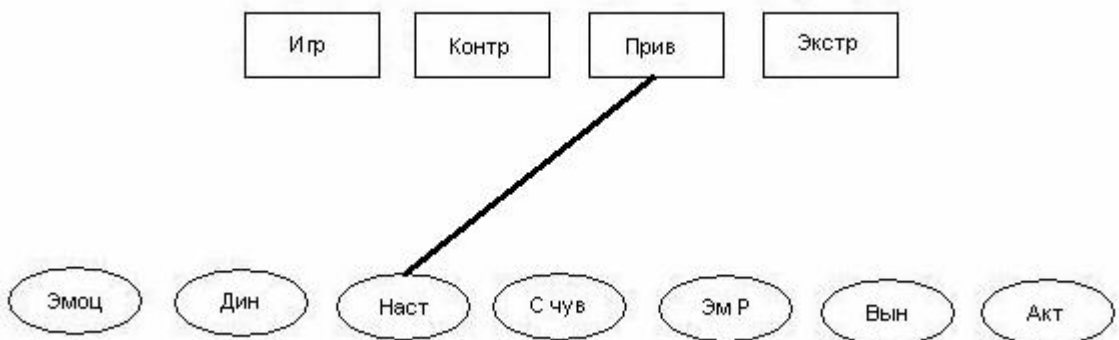 Игр
Контр
Прив
Экстр
Эмоц
Дин
Наст
С чув
Эм Р
Вын
Акт